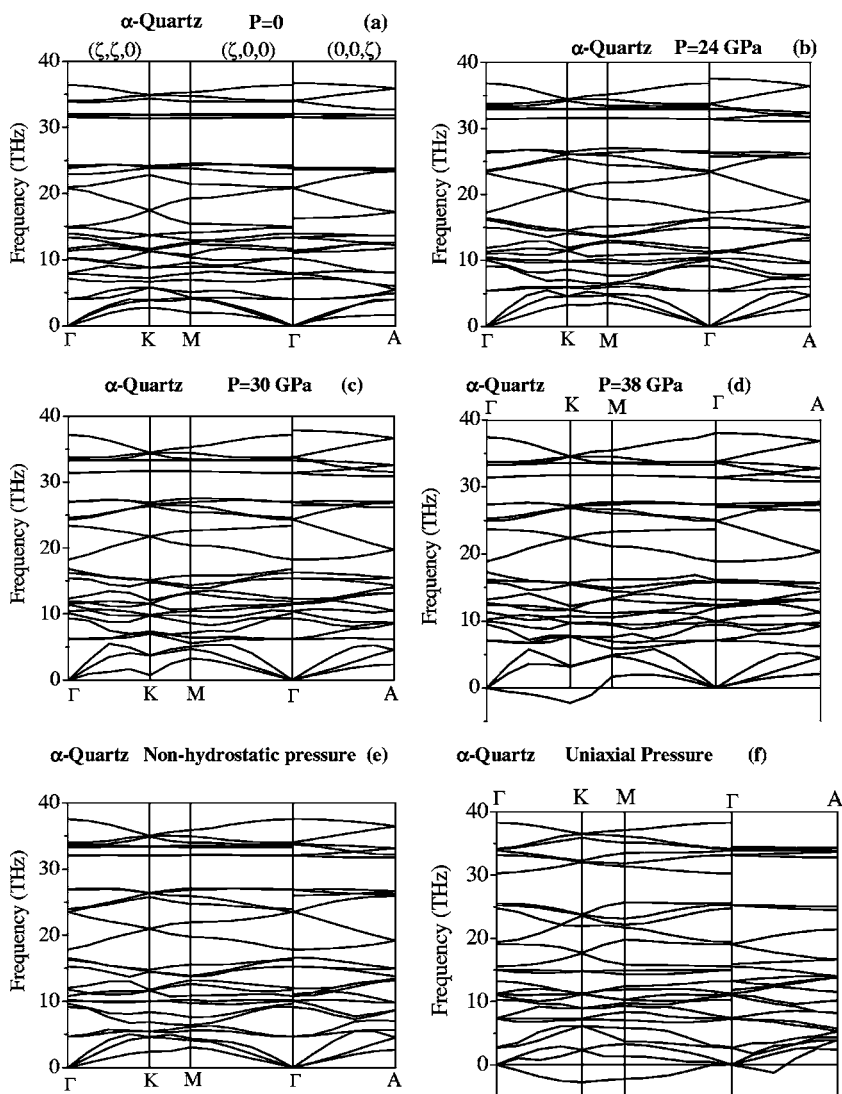 α-Quartz P=0 (a)
(ζ,ζ,0) (ζ,0,0) (0,0,ζ)
40
30
20
10
0
Frequency (THz)
Γ K M Γ A
α-Quartz P=24 GPa (b)
40
30
20
10
0
Frequency (THz)
Γ K M Γ A
α-Quartz P=30 GPa (c)
40
30
20
10
0
Frequency (THz)
Γ K M Γ A
α-Quartz P=38 GPa (d)
Γ K M Γ A
40
30
20
10
0
Frequency (THz)
α-Quartz Non-hydrostatic pressure (e)
40
30
20
10
0
Frequency (THz)
Γ K M Γ A
α-Quartz Uniaxial Pressure (f)
Γ K M Γ A
40
30
20
10
0
Frequency (THz)